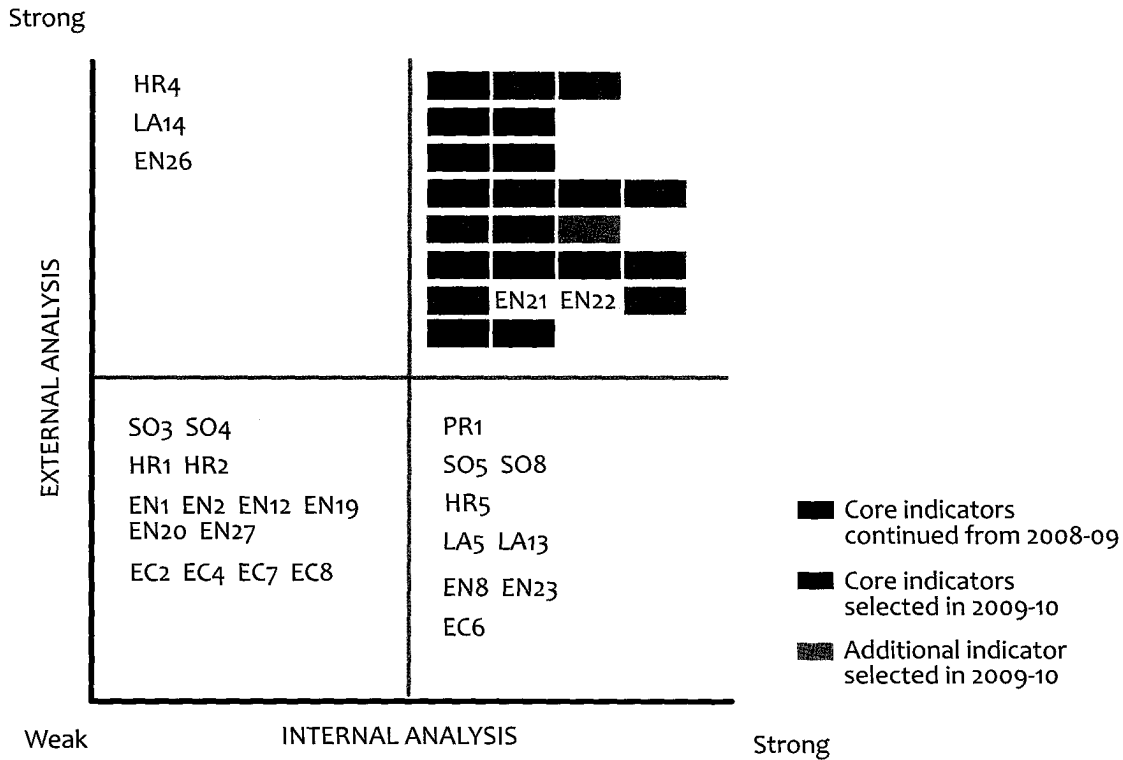 Strong
HR4
LA14
EN26
EN21 EN22
EXTERNAL ANALYSIS
SO3 SO4
HR1 HR2
EN1 EN2 EN12 EN19
EN20 EN27
EC2 EC4 EC7 EC8
PR1
SO5 SO8
HR5
LA5 LA13
EN8 EN23
EC6
Core indicators
continued from 2008-09
Core indicators
selected in 2009-10
Additional indicator
selected in 2009-10
Weak
INTERNAL ANALYSIS
Strong